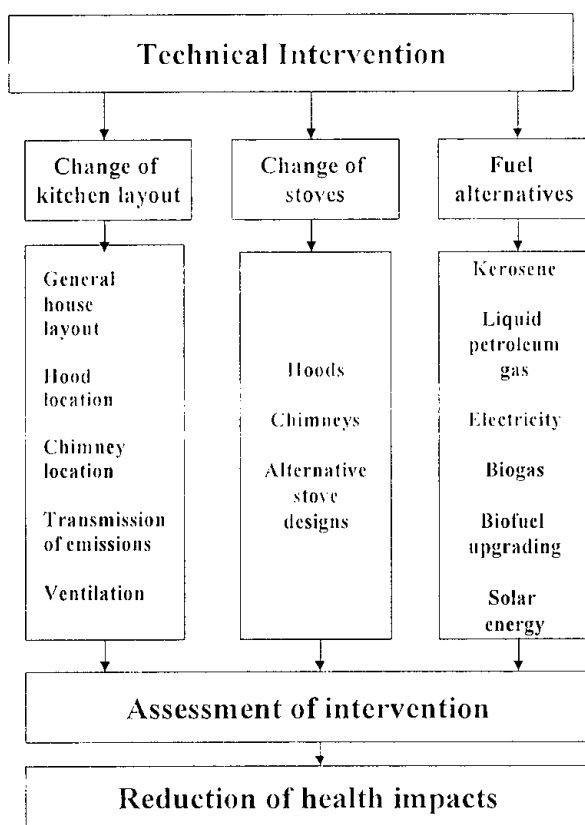 Technical Intervention
Change of
kitchen layout
Change of
stoves
Fuel
alternatives
General
house
layout
Hood
location
Chimney
location
Transmission
of emissions
Ventilation
Hoods
Chimneys
Alternative
stove
designs
Kerosene
Liquid
petroleum
gas
Electricity
Biogas
Biofuel
upgrading
Solar
energy
Assessment of intervention
Reduction of health impacts